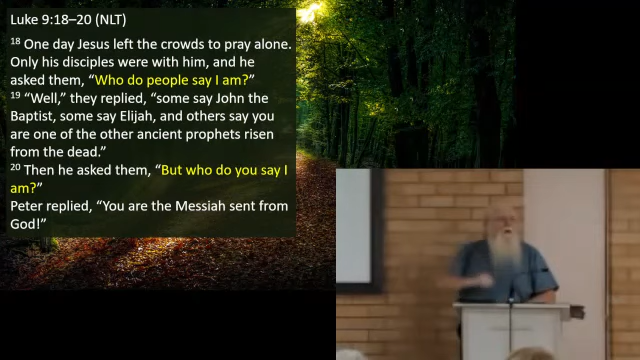 Luke 9:18–20 (NLT)
18 One day Jesus left the crowds to pray alone.
Only his disciples were with him, and he
asked them, “Who do people say I am?”
19 “Well,” they replied, “some say John the
Baptist, some say Elijah, and others say you
are one of the other ancient prophets risen
from the dead.”
20 Then he asked them, “But who do you say I
am?”
Peter replied, “You are the Messiah sent from
God!”